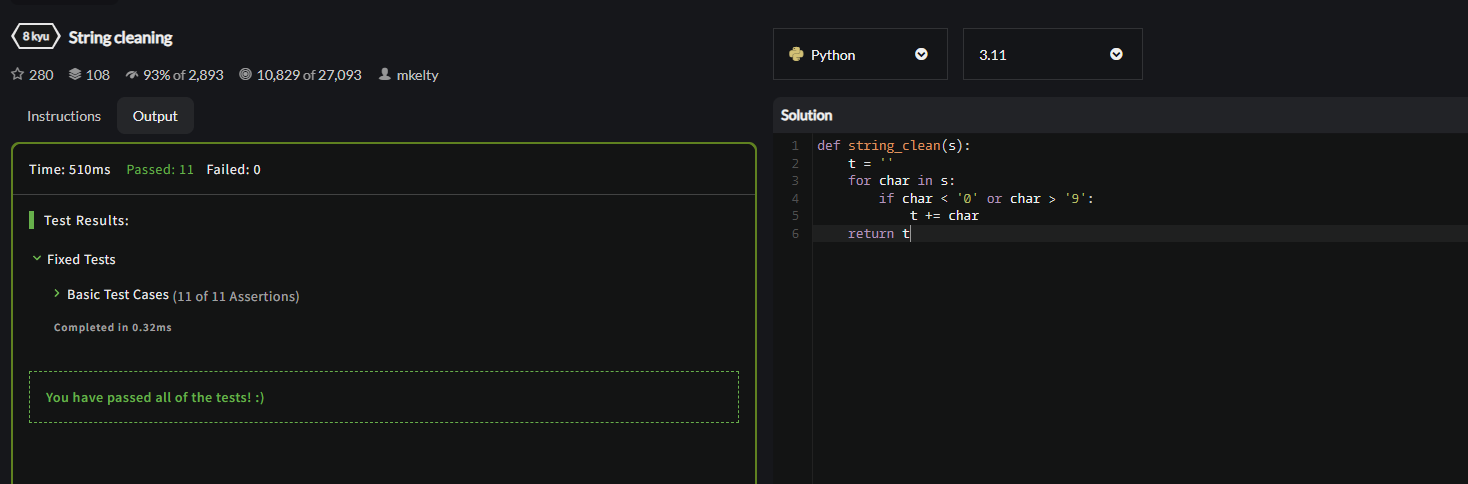 8 kyu String cleaning
280 108 93% of 2,893 10,829 of 27,093 mkelty
Instructions Output
Time: 510ms Passed: 11 Failed: 0
Test Results:
Fixed Tests
Basic Test Cases (11 of 11 Assertions)
Completed in 0.32ms
You have passed all of the tests! :)
Python 3.11
Solution
1 def string_clean(s):
2     t = ''
3     for char in s:
4         if char < '0' or char > '9':
5             t += char
6     return t